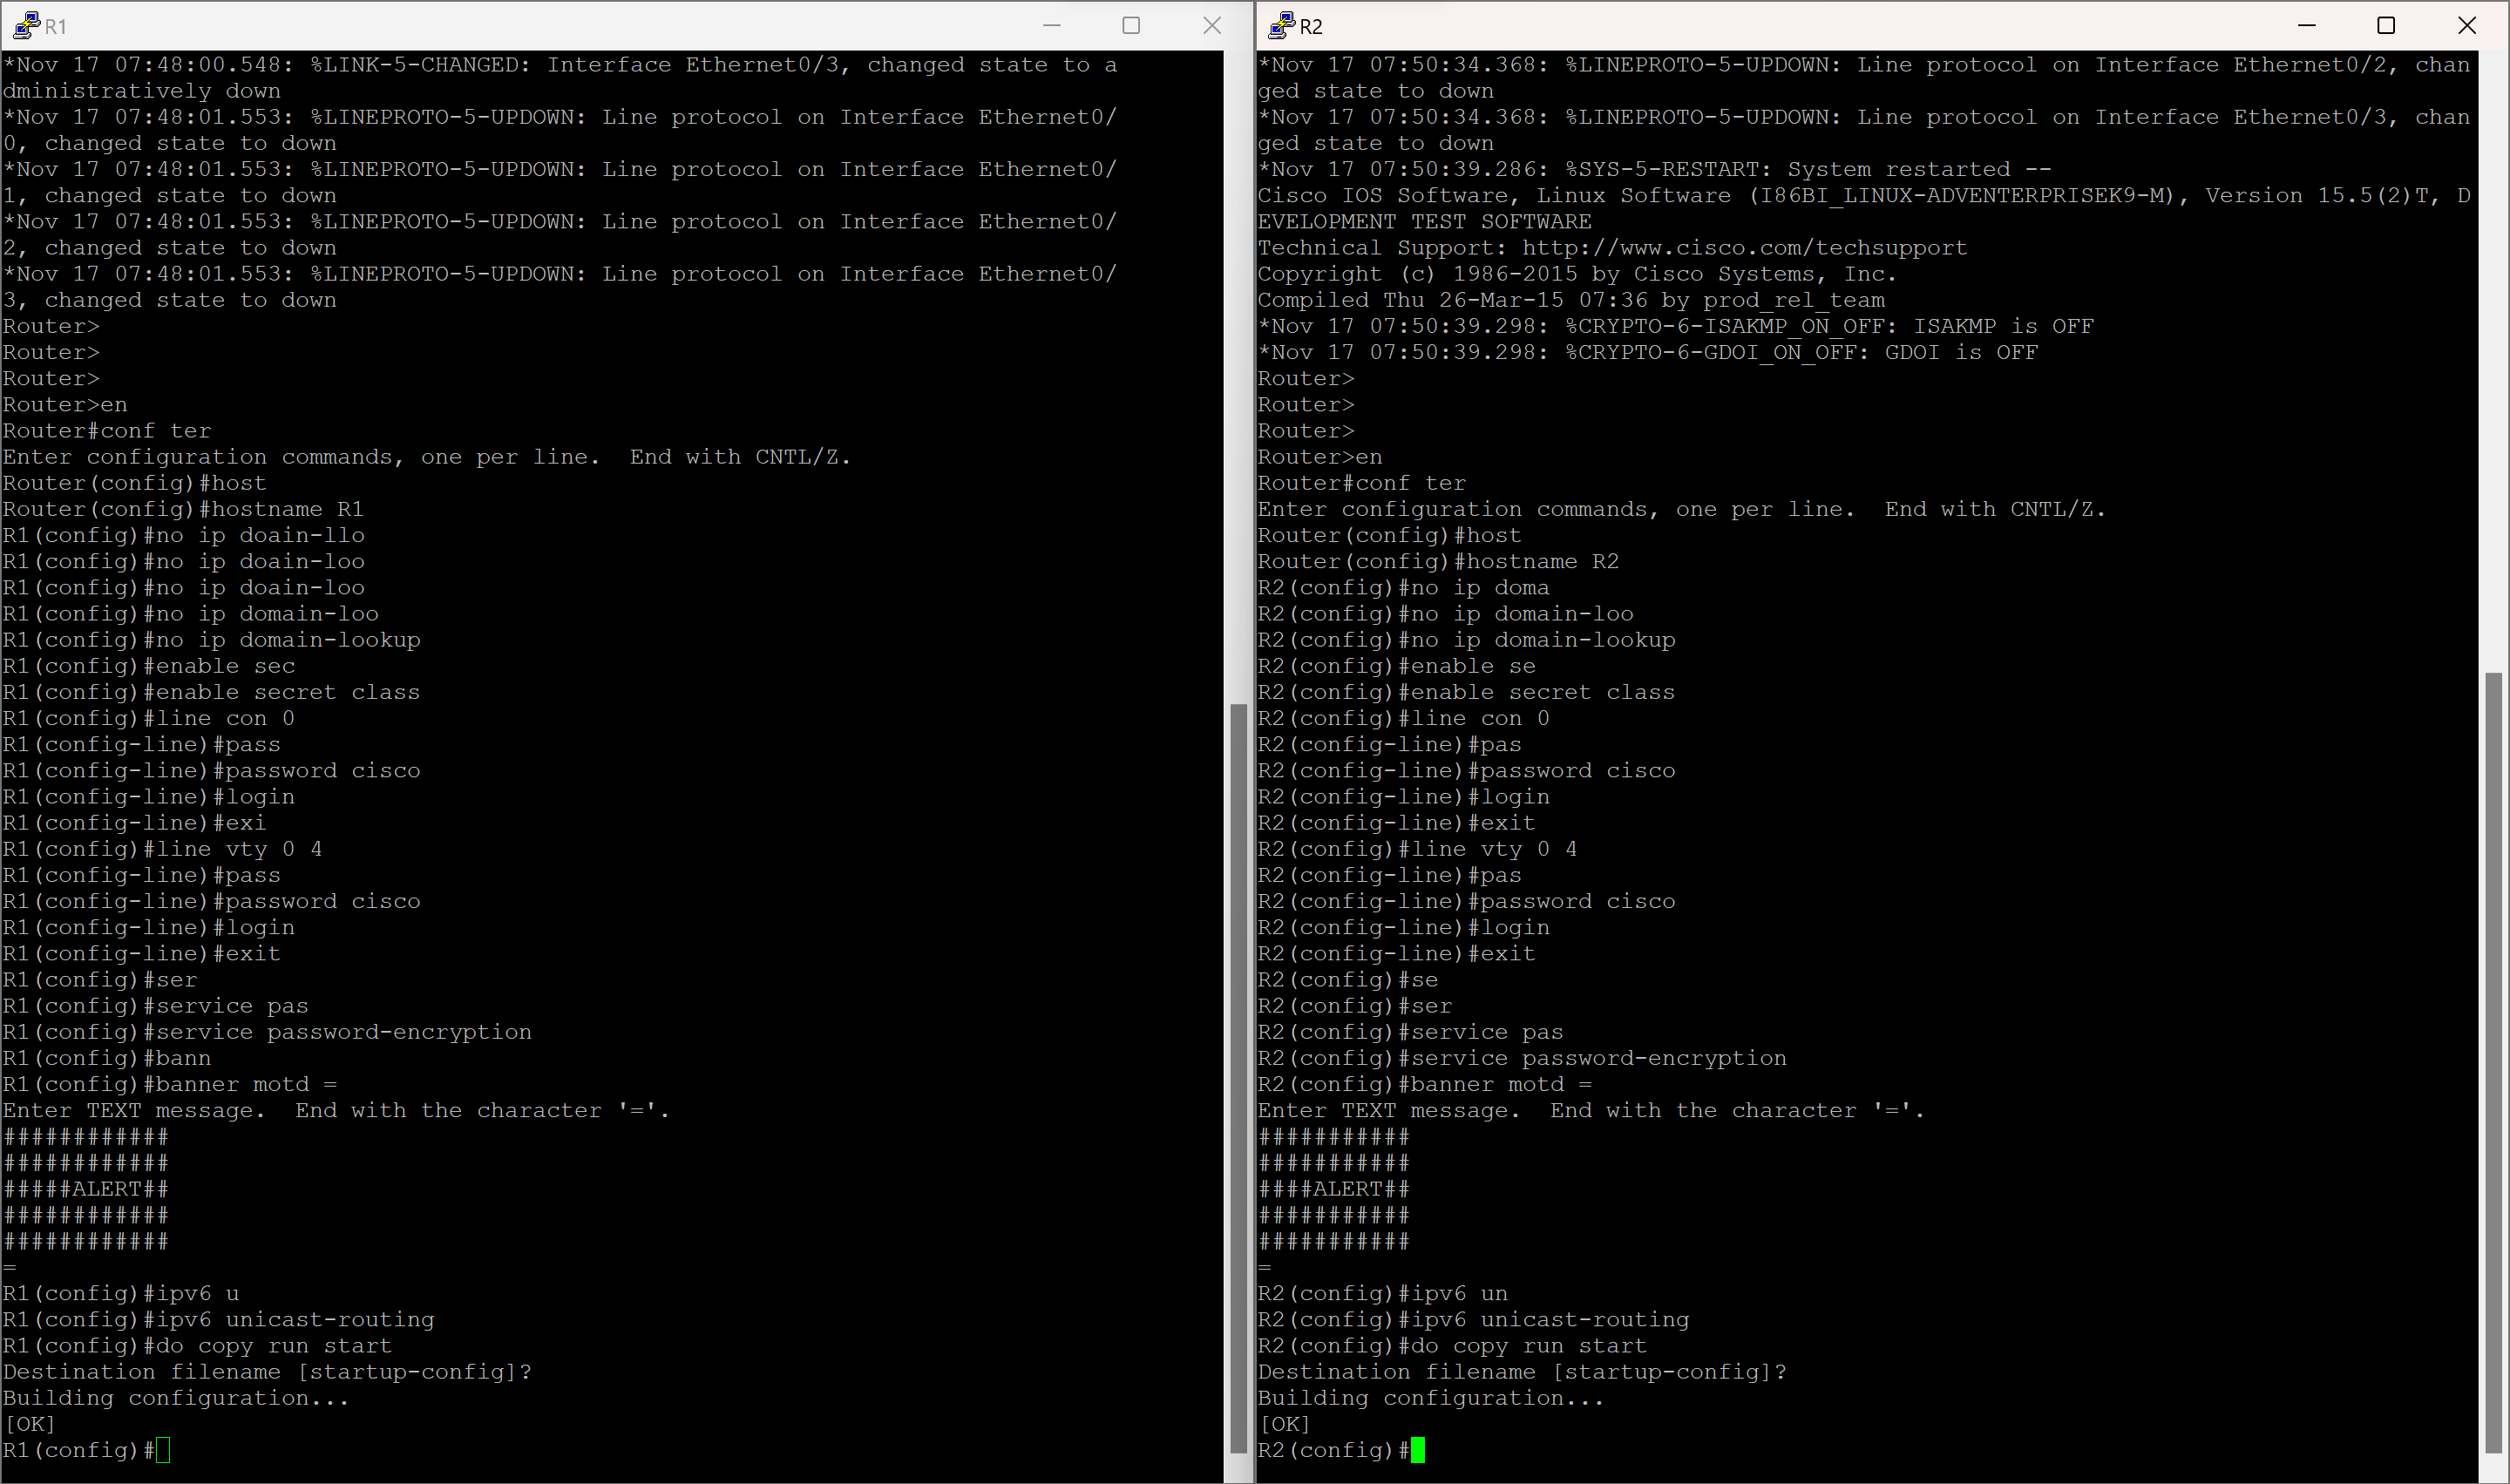 R1
*Nov 17 07:48:00.548: %LINK-5-CHANGED: Interface Ethernet0/3, changed state to a
dministratively down
*Nov 17 07:48:01.553: %LINEPROTO-5-UPDOWN: Line protocol on Interface Ethernet0/
0, changed state to down
*Nov 17 07:48:01.553: %LINEPROTO-5-UPDOWN: Line protocol on Interface Ethernet0/
1, changed state to down
*Nov 17 07:48:01.553: %LINEPROTO-5-UPDOWN: Line protocol on Interface Ethernet0/
2, changed state to down
*Nov 17 07:48:01.553: %LINEPROTO-5-UPDOWN: Line protocol on Interface Ethernet0/
3, changed state to down
Router>
Router>
Router>
Router>en
Router#conf ter
Enter configuration commands, one per line.  End with CNTL/Z.
Router(config)#host
Router(config)#hostname R1
R1(config)#no ip doain-llo
R1(config)#no ip doain-loo
R1(config)#no ip doain-loo
R1(config)#no ip domain-loo
R1(config)#no ip domain-lookup
R1(config)#enable sec
R1(config)#enable secret class
R1(config)#line con 0
R1(config-line)#pass
R1(config-line)#password cisco
R1(config-line)#login
R1(config-line)#exi
R1(config)#line vty 0 4
R1(config-line)#pass
R1(config-line)#password cisco
R1(config-line)#login
R1(config-line)#exit
R1(config)#ser
R1(config)#service pas
R1(config)#service password-encryption
R1(config)#bann
R1(config)#banner motd =
Enter TEXT message.  End with the character '='.
############
############
#####ALERT##
############
############
=
R1(config)#ipv6 u
R1(config)#ipv6 unicast-routing
R1(config)#do copy run start
Destination filename [startup-config]?
Building configuration...
[OK]
R1(config)#
R2
*Nov 17 07:50:34.368: %LINEPROTO-5-UPDOWN: Line protocol on Interface Ethernet0/2, chan
ged state to down
*Nov 17 07:50:34.368: %LINEPROTO-5-UPDOWN: Line protocol on Interface Ethernet0/3, chan
ged state to down
*Nov 17 07:50:39.286: %SYS-5-RESTART: System restarted --
Cisco IOS Software, Linux Software (I86BI_LINUX-ADVENTERPRISEK9-M), Version 15.5(2)T, D
EVELOPMENT TEST SOFTWARE
Technical Support: http://www.cisco.com/techsupport
Copyright (c) 1986-2015 by Cisco Systems, Inc.
Compiled Thu 26-Mar-15 07:36 by prod_rel_team
*Nov 17 07:50:39.298: %CRYPTO-6-ISAKMP_ON_OFF: ISAKMP is OFF
*Nov 17 07:50:39.298: %CRYPTO-6-GDOI_ON_OFF: GDOI is OFF
Router>
Router>
Router>
Router>en
Router#conf ter
Enter configuration commands, one per line.  End with CNTL/Z.
Router(config)#host
Router(config)#hostname R2
R2(config)#no ip doma
R2(config)#no ip domain-loo
R2(config)#no ip domain-lookup
R2(config)#enable se
R2(config)#enable secret class
R2(config)#line con 0
R2(config-line)#pas
R2(config-line)#password cisco
R2(config-line)#login
R2(config-line)#exit
R2(config)#line vty 0 4
R2(config-line)#pas
R2(config-line)#password cisco
R2(config-line)#login
R2(config-line)#exit
R2(config)#se
R2(config)#ser
R2(config)#service pas
R2(config)#service password-encryption
R2(config)#banner motd =
Enter TEXT message.  End with the character '='.
###########
###########
####ALERT##
###########
###########
=
R2(config)#ipv6 un
R2(config)#ipv6 unicast-routing
R2(config)#do copy run start
Destination filename [startup-config]?
Building configuration...
[OK]
R2(config)#